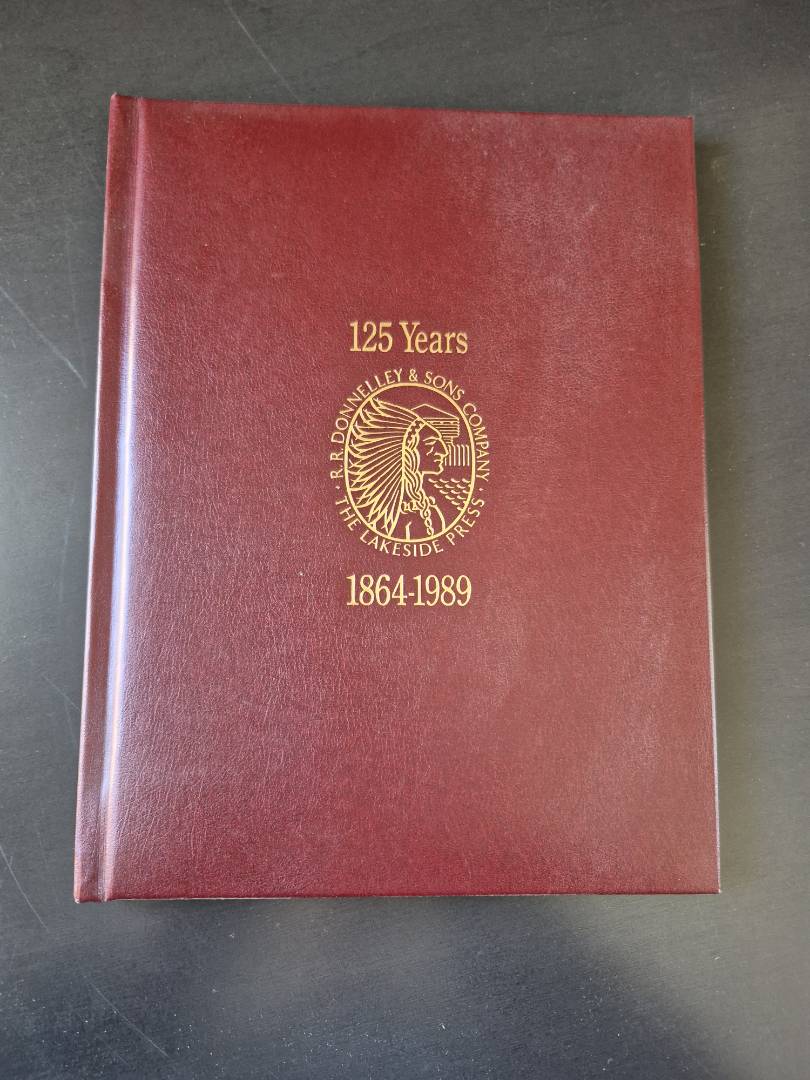 125 Years
· R.R. DONNELLEY & SONS COMPANY ·
THE LAKESIDE PRESS
1864-1989